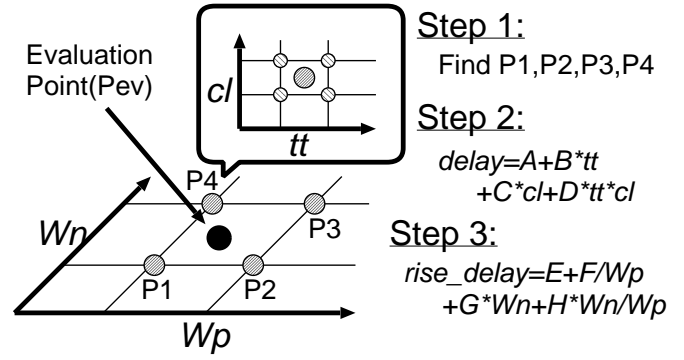 Evaluation
Point(Pev)
cl
tt
P4
P3
P1
P2
Wn
Wp
Step 1:
Find P1,P2,P3,P4
Step 2:
delay=A+B*tt
+C*cl+D*tt*cl
Step 3:
rise_delay=E+F/Wp
+G*Wn+H*Wn/Wp